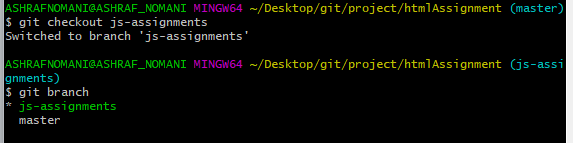 ASHRAFNOMANI@ASHRAF_NOMANI MINGW64 ~/Desktop/git/project/htmlAssignment (master)
$ git checkout js-assignments
Switched to branch 'js-assignments'
ASHRAFNOMANI@ASHRAF_NOMANI MINGW64 ~/Desktop/git/project/htmlAssignment (js-assi
gnments)
$ git branch
* js-assignments
master